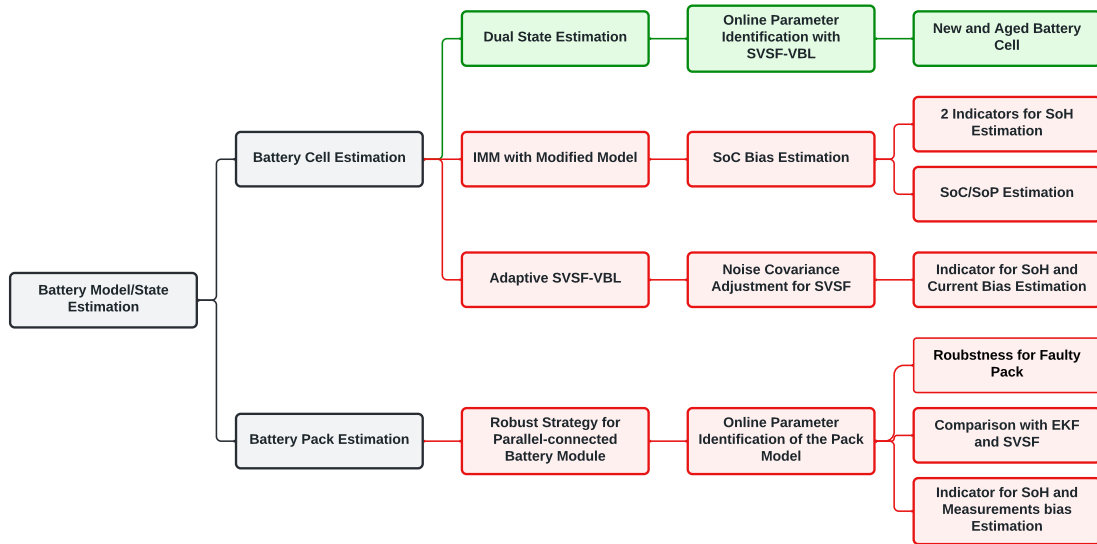 Dual State Estimation
Online Parameter
Identification with
SVSF-VBL
New and Aged Battery
Cell
Battery Cell Estimation
IMM with Modified Model
SoC Bias Estimation
2 Indicators for SoH
Estimation
SoC/SoP Estimation
Adaptive SVSF-VBL
Noise Covariance
Adjustment for SVSF
Indicator for SoH and
Current Bias Estimation
Battery Model/State
Estimation
Battery Pack Estimation
Robust Strategy for
Parallel-connected
Battery Module
Online Parameter
Identification of the Pack
Model
Roubstness for Faulty
Pack
Comparison with EKF
and SVSF
Indicator for SoH and
Measurements bias
Estimation